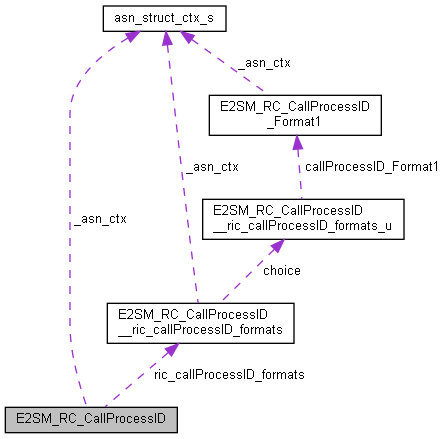 asn_struct_ctx_s
_asn_ctx
E2SM_RC_CallProcessID
_Format1
_asn_ctx
callProcessID_Format1
_asn_ctx
E2SM_RC_CallProcessID
__ric_callProcessID_formats_u
choice
E2SM_RC_CallProcessID
__ric_callProcessID_formats
ric_callProcessID_formats
E2SM_RC_CallProcessID